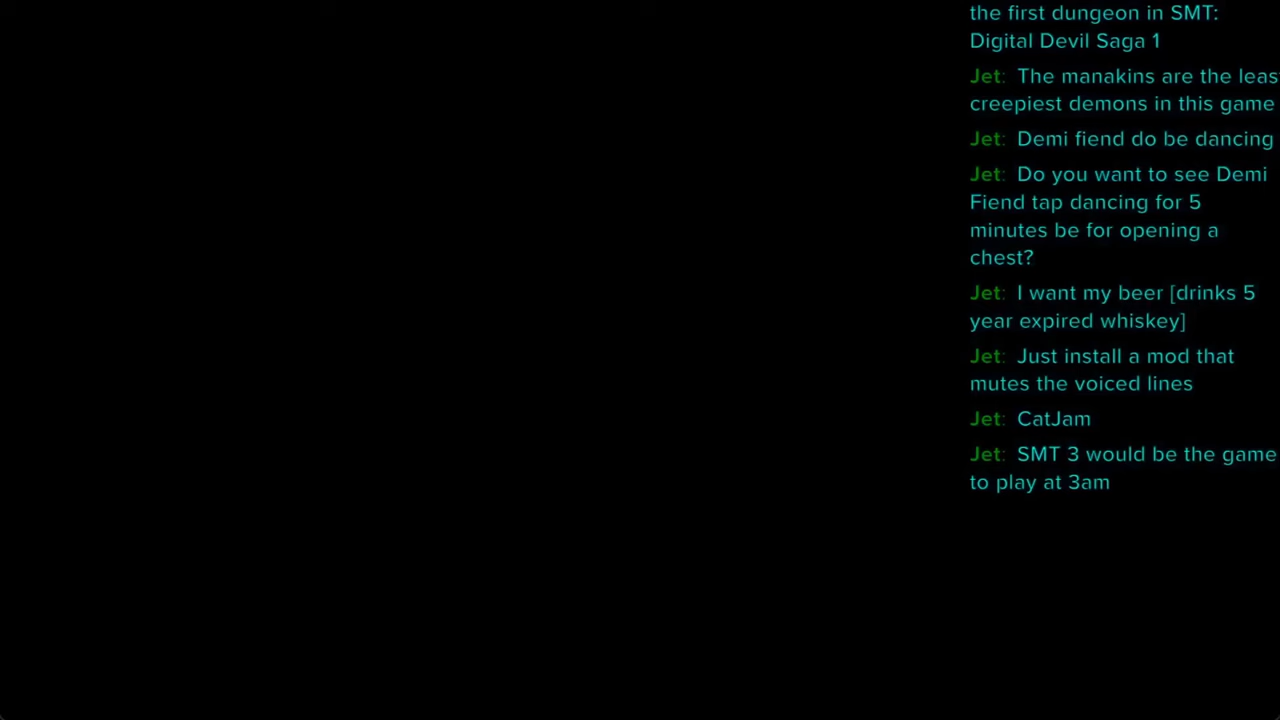 the first dungeon in SMT:
Digital Devil Saga 1
Jet: The manakins are the leas
creepiest demons in this game
Jet: Demi fiend do be dancing
Jet: Do you want to see Demi
Fiend tap dancing for 5
minutes be for opening a
chest?
Jet: I want my beer [drinks 5
year expired whiskey]
Jet: Just install a mod that
mutes the voiced lines
Jet: CatJam
Jet: SMT 3 would be the game
to play at 3am